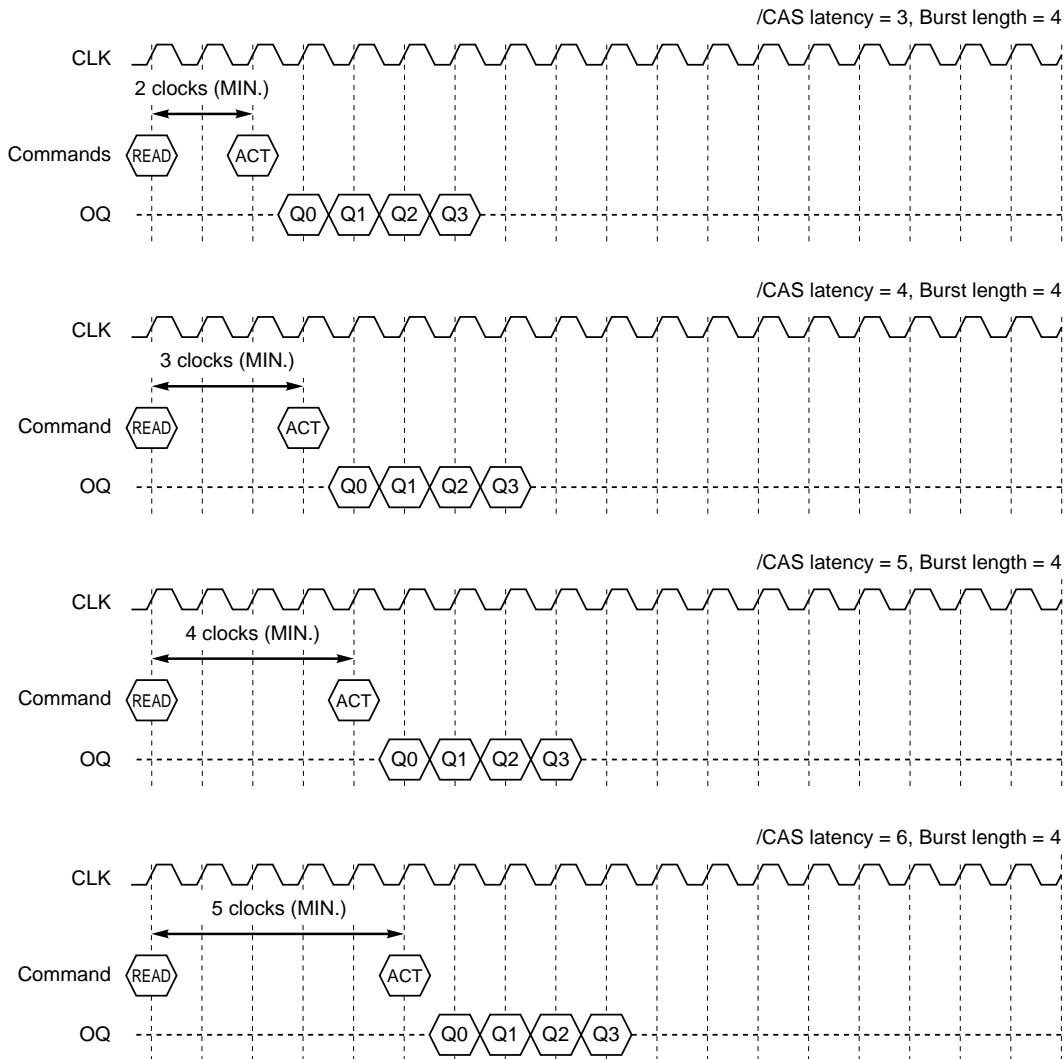 /CAS latency = 3, Burst length = 4
CLK
2 clocks (MIN.)
Commands READ ACT
OQ Q0 Q1 Q2 Q3
/CAS latency = 4, Burst length = 4
CLK
3 clocks (MIN.)
Command READ ACT
OQ Q0 Q1 Q2 Q3
/CAS latency = 5, Burst length = 4
CLK
4 clocks (MIN.)
Command READ ACT
OQ Q0 Q1 Q2 Q3
/CAS latency = 6, Burst length = 4
CLK
5 clocks (MIN.)
Command READ ACT
OQ Q0 Q1 Q2 Q3